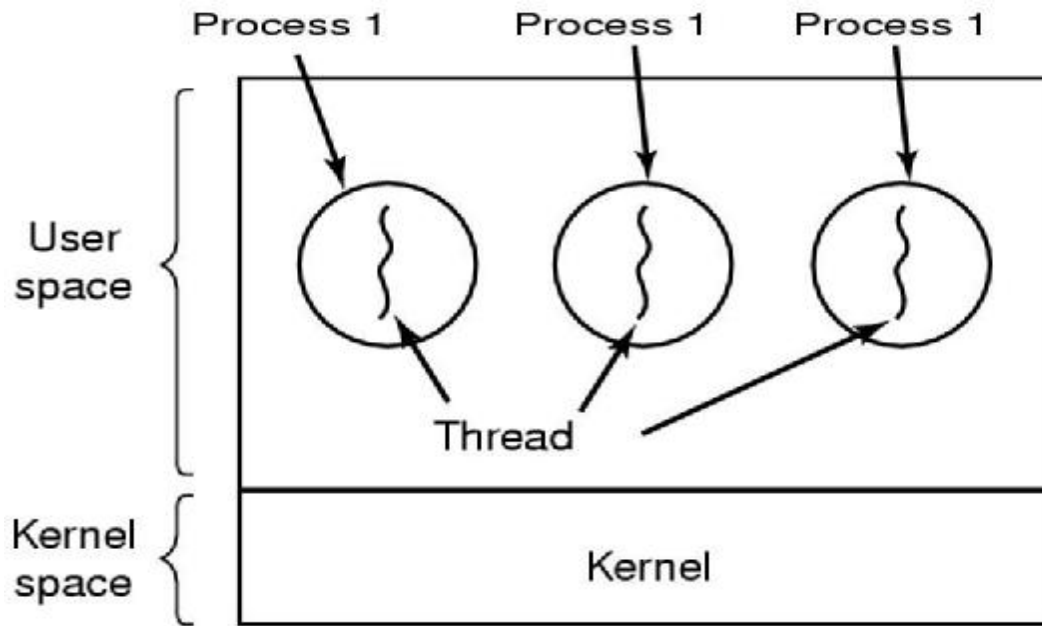 Process 1 Process 1 Process 1
User
space
Thread
Kernel
space
Kernel